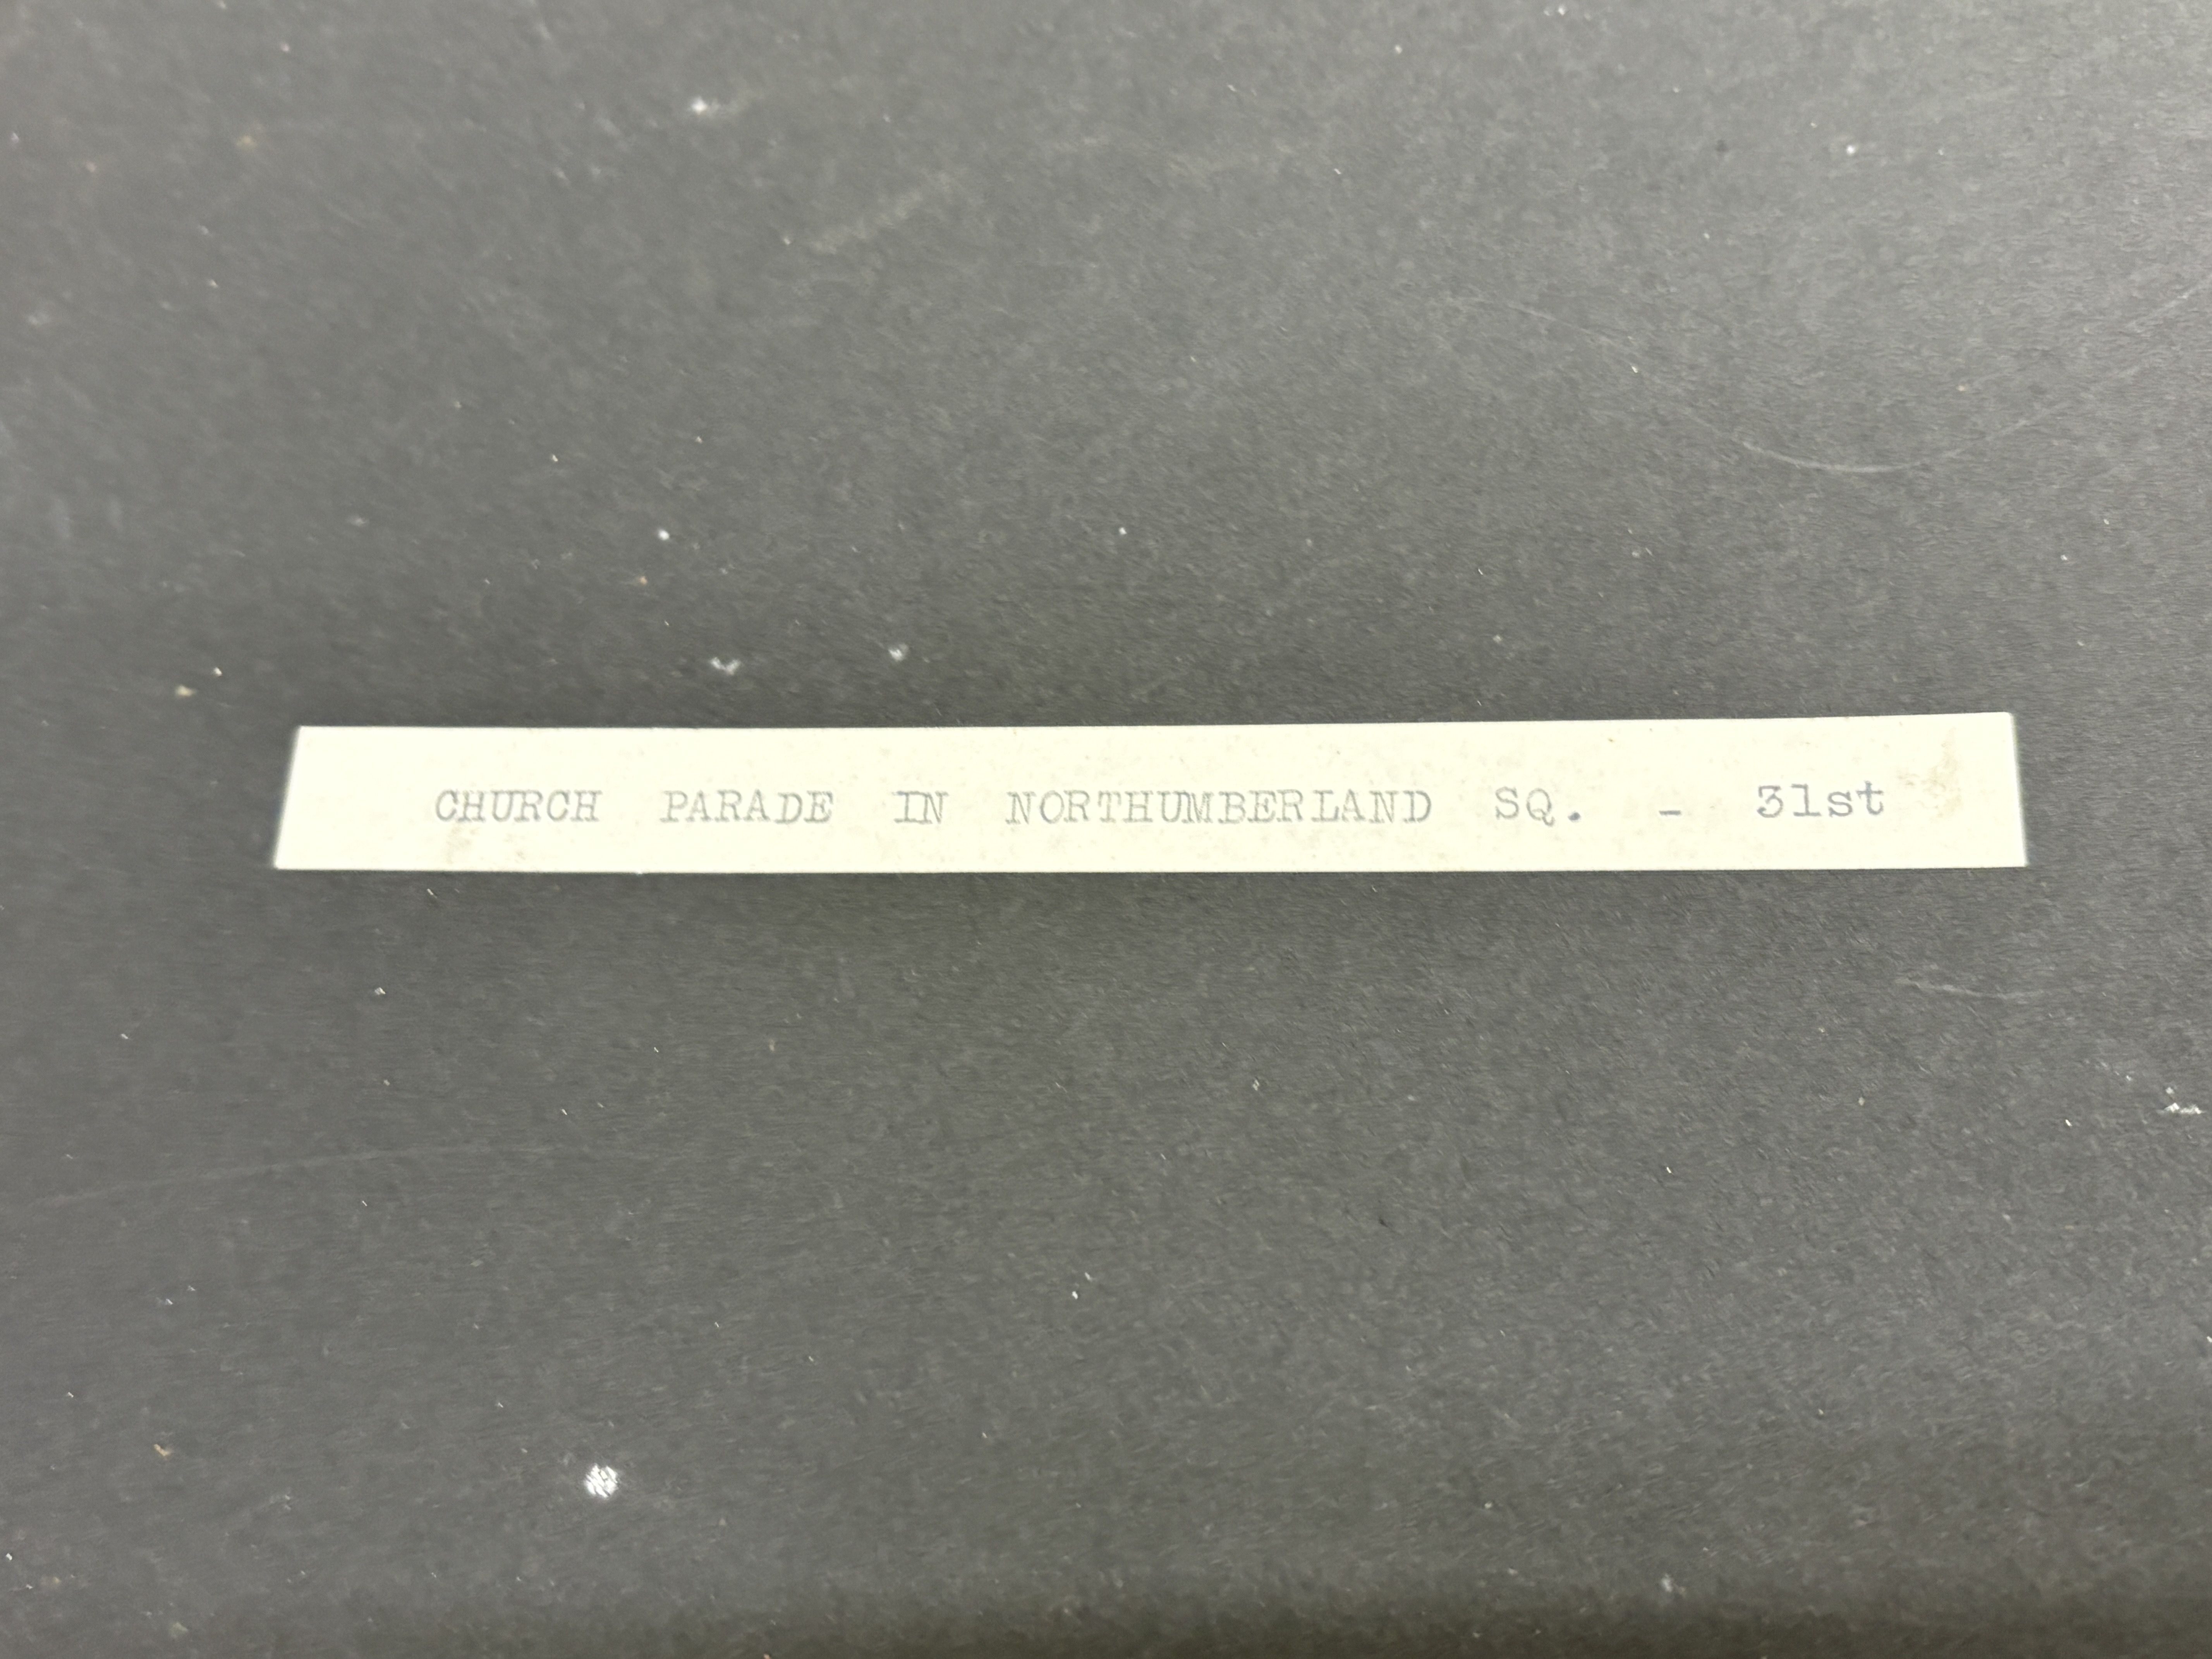 CHURCH PARADE IN NORTHUMBERLAND SQ. - 31st